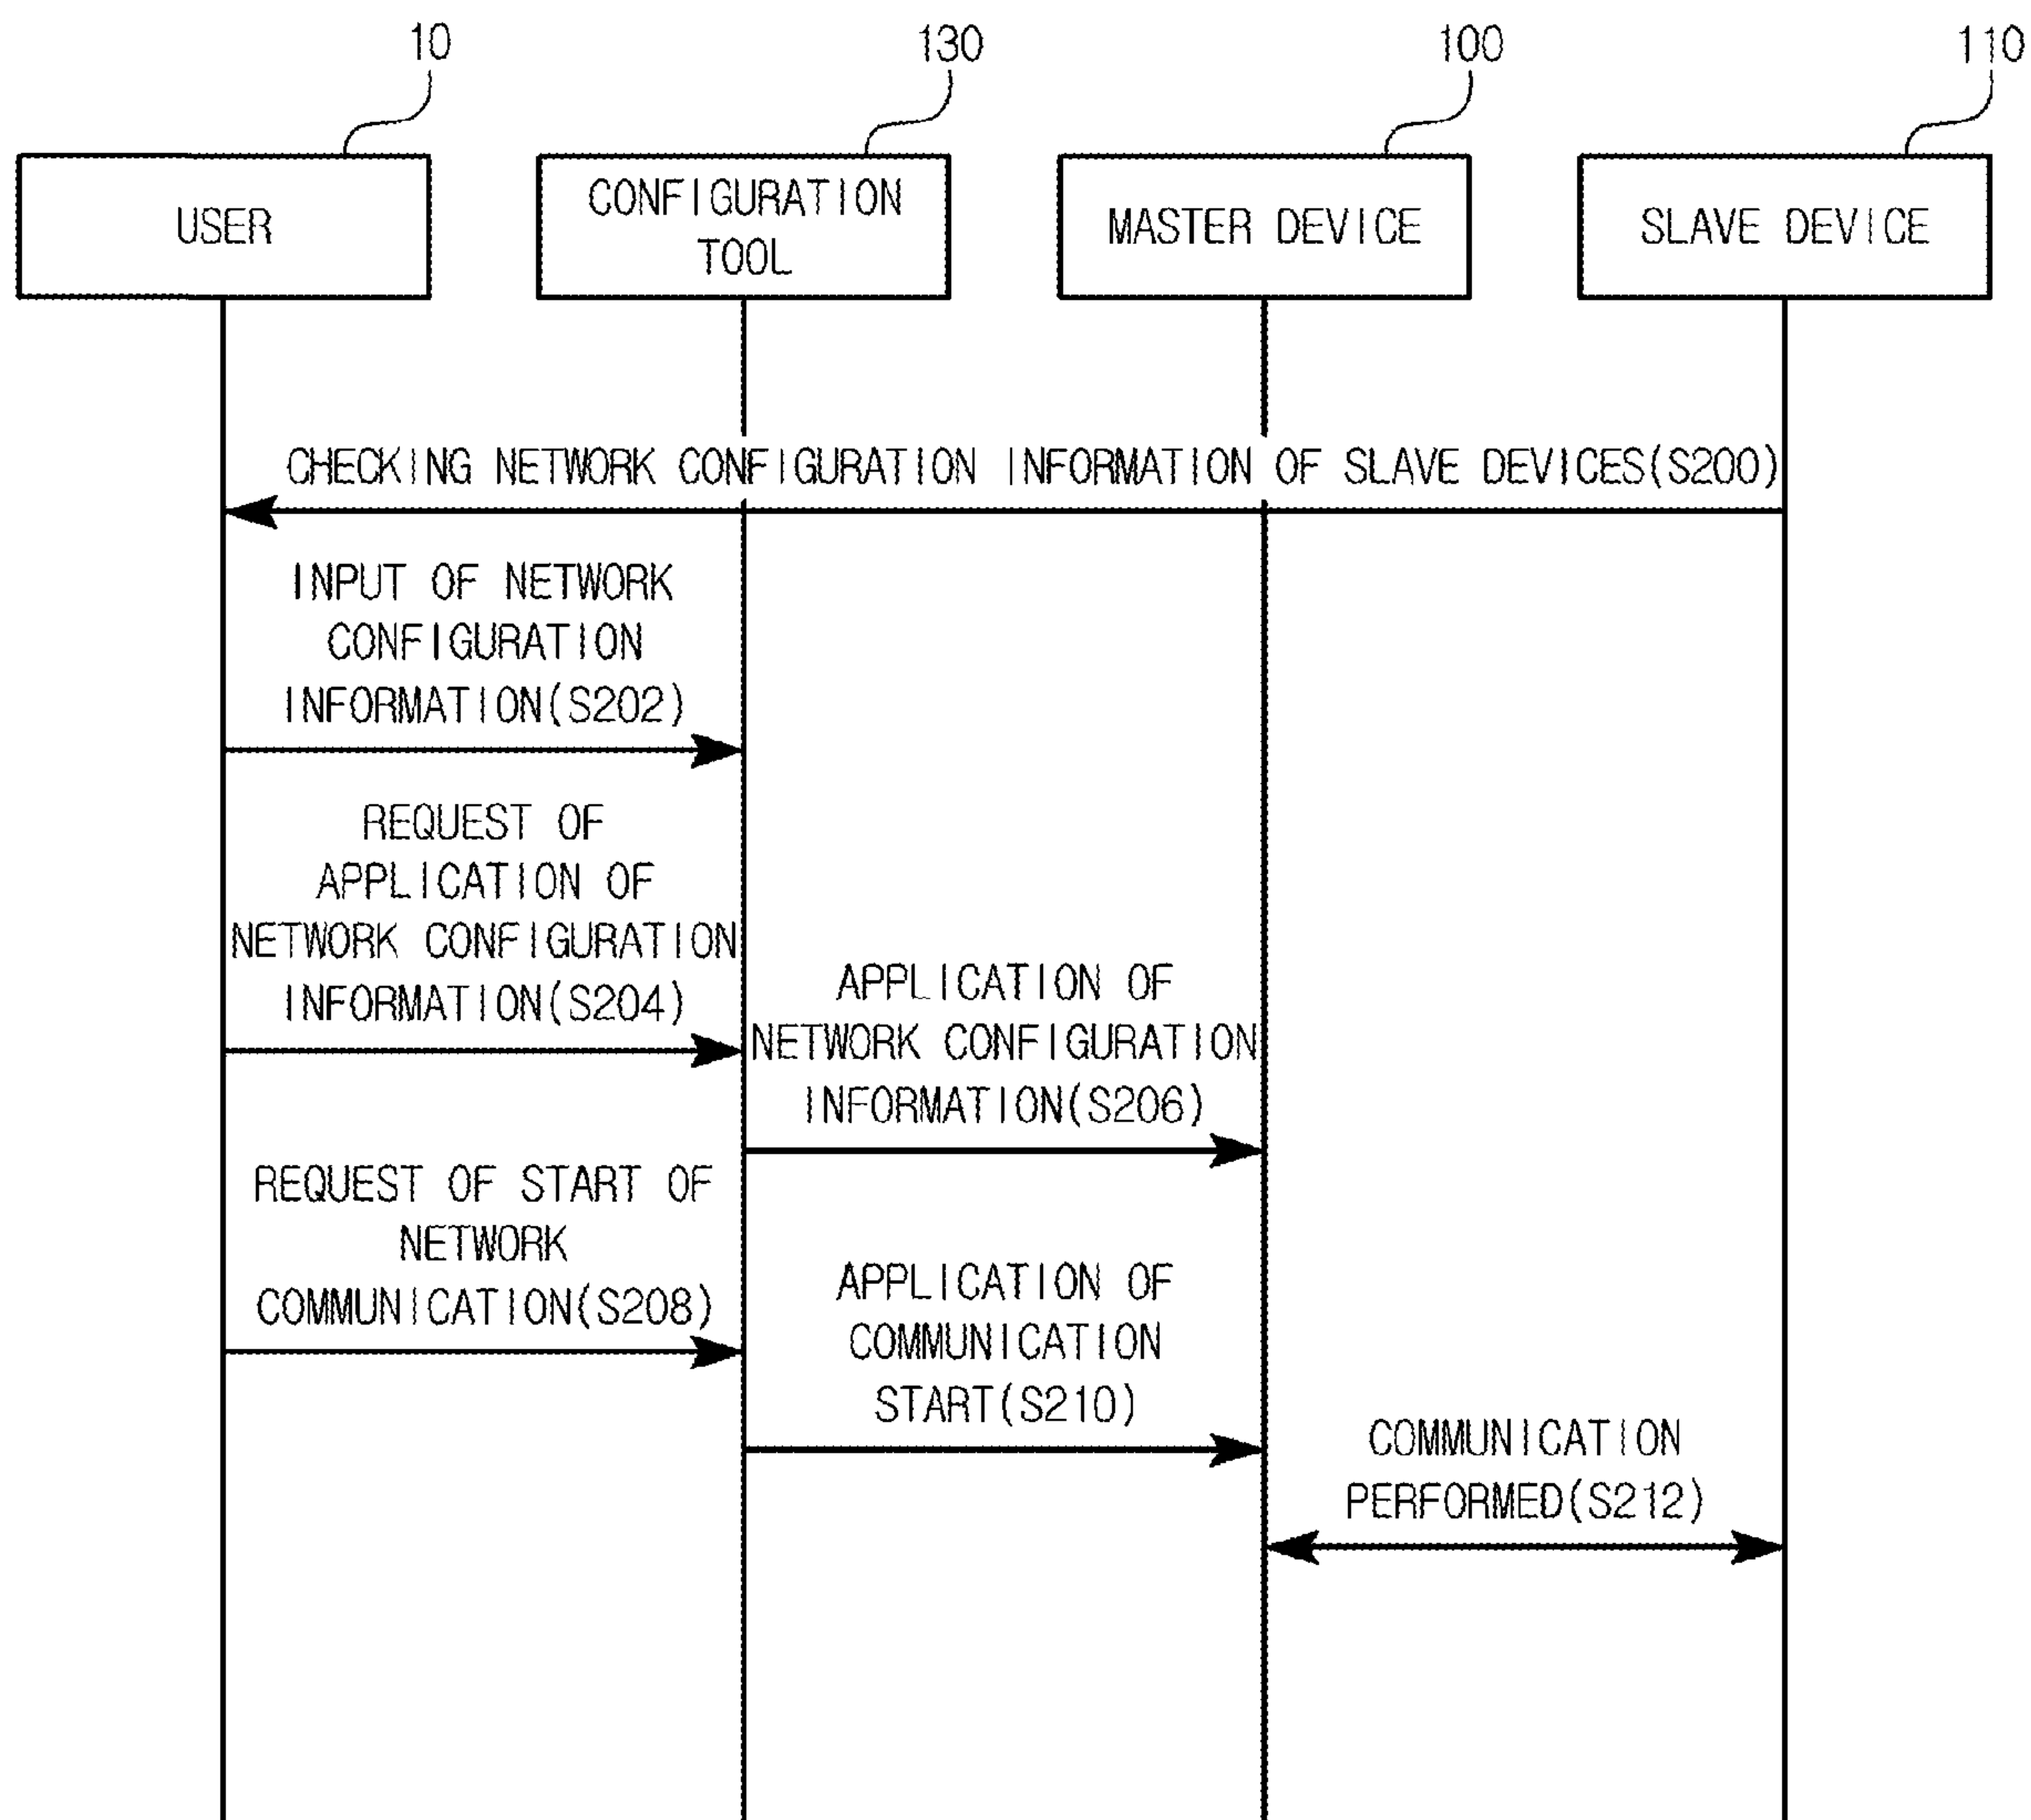 10
130
100
110
USER
CONFIGURATION
TOOL
MASTER DEVICE
SLAVE DEVICE
CHECKING NETWORK CONFIGURATION INFORMATION OF SLAVE DEVICES(S200)
INPUT OF NETWORK
CONFIGURATION
INFORMATION(S202)
REQUEST OF
APPLICATION OF
NETWORK CONFIGURATION
INFORMATION(S204)
APPLICATION OF
NETWORK CONFIGURATION
INFORMATION(S206)
REQUEST OF START OF
NETWORK
COMMUNICATION(S208)
APPLICATION OF
COMMUNICATION
START(S210)
COMMUNICATION
PERFORMED(S212)